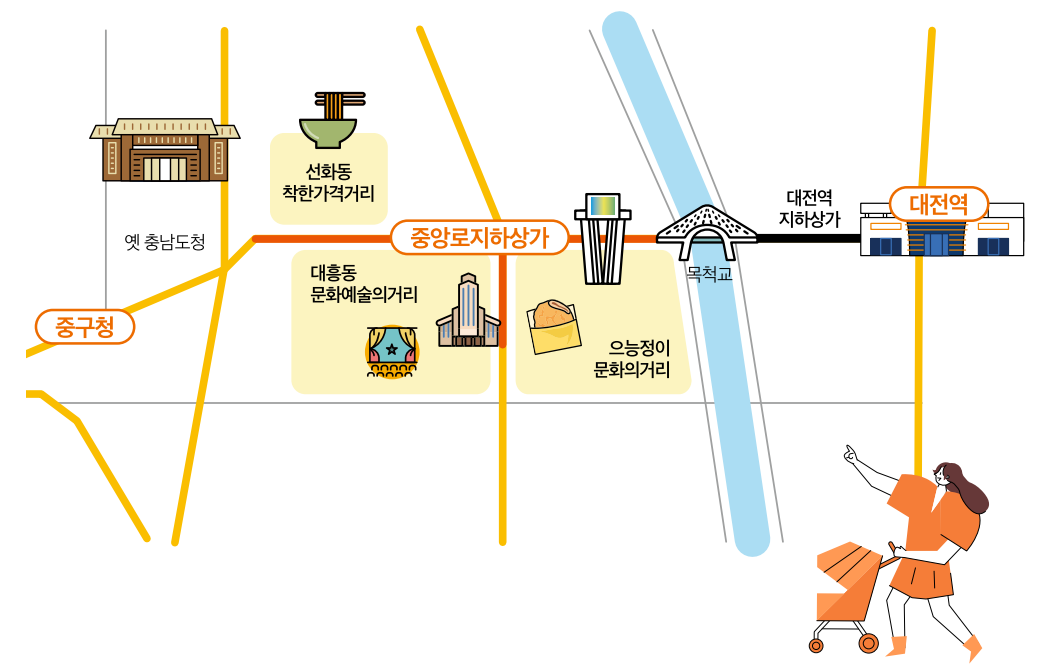 선화동
착한가격거리
대전역
지하상가
대전역
옛 충남도청
중앙로지하상가
대흥동
문화예술의거리
목척교
중구청
으능정이
문화의거리